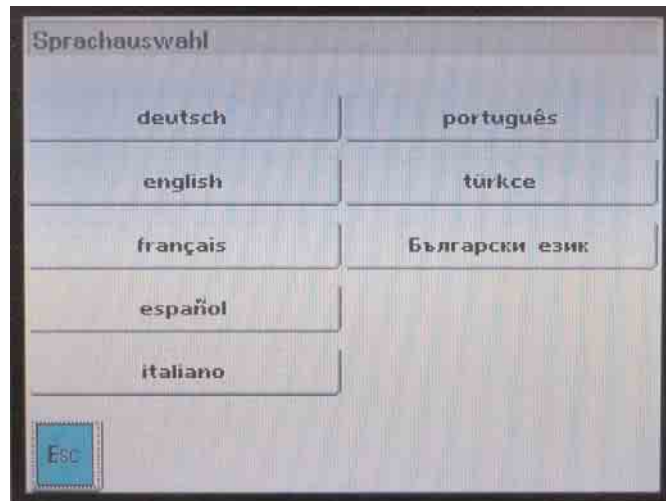 Sprachauswahl
deutsch
english
français
español
italiano
português
türkce
Български език
Esc